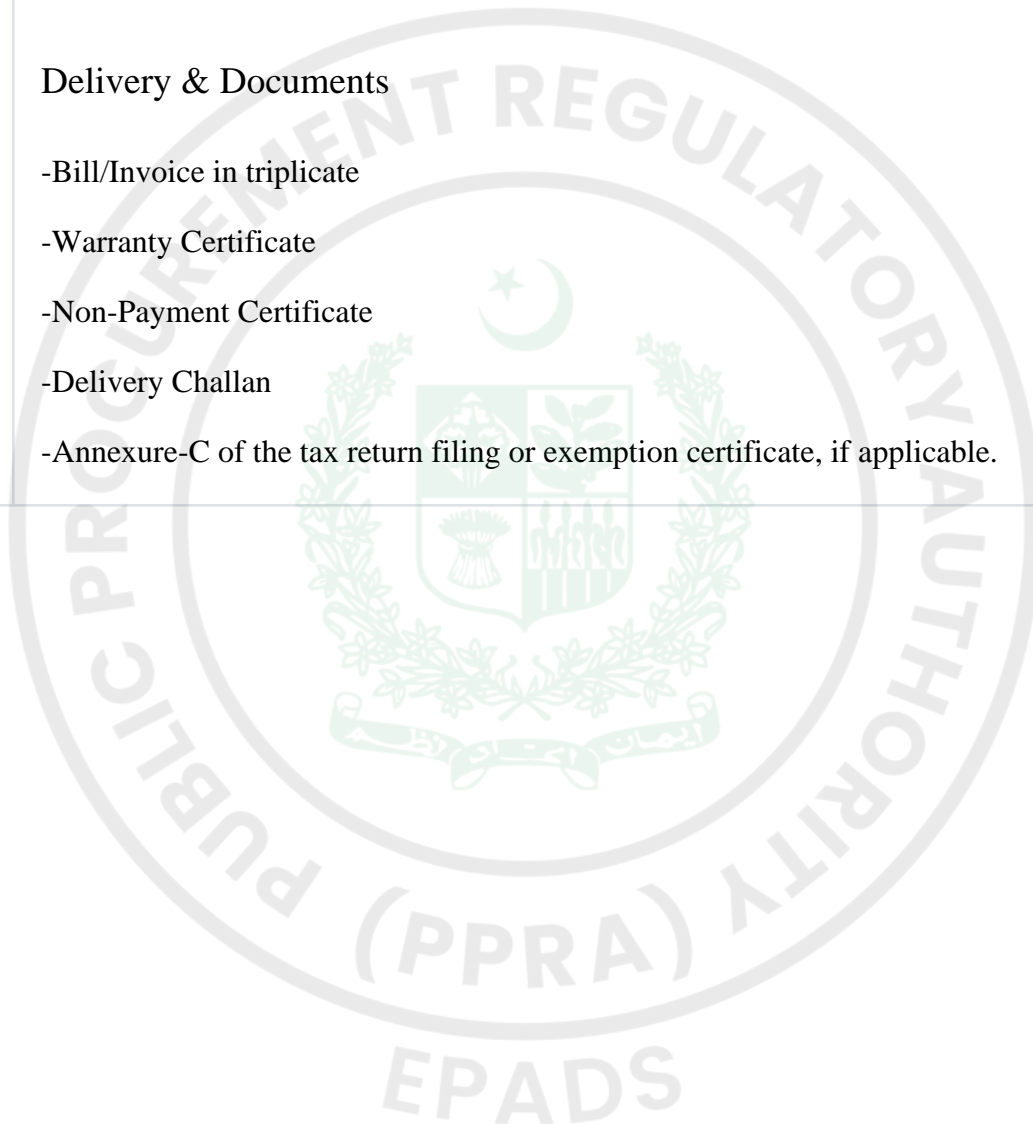 Delivery & Documents
-Bill/Invoice in triplicate
-Warranty Certificate
-Non-Payment Certificate
-Delivery Challan
-Annexure-C of the tax return filing or exemption certificate, if applicable.
PUBLIC PROCUREMENT REGULATORY AUTHORITY
(PPRA)
EPADS